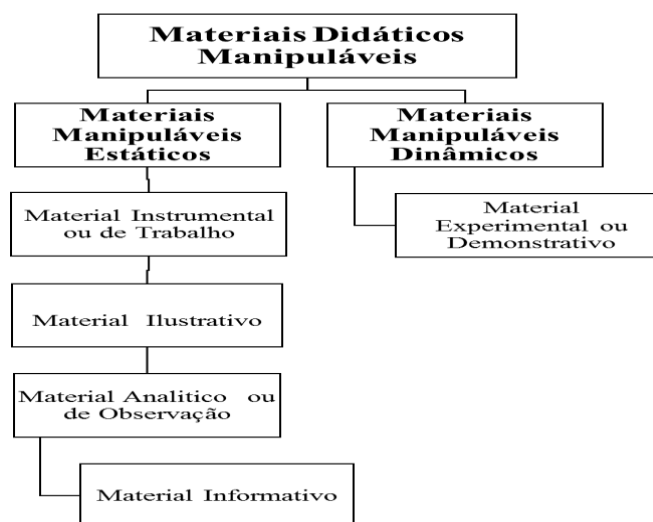 Materiais Didáticos
Manipuláveis
Materiais
Manipuláveis
Estáticos
Materiais
Manipuláveis
Dinâmicos
Material Instrumental
ou de Trabalho
Material
Experimental ou
Demonstrativo
Material Ilustrativo
Material Analitico ou
de Observação
Material Informativo